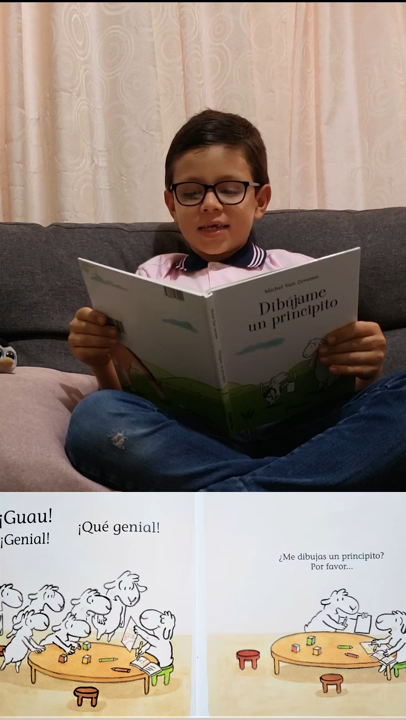 Michel Van Zeveren
Dibújame
un principito
¡Guau!
¡Genial!
¡Qué genial!
¿Me dibujas un principito?
Por favor...